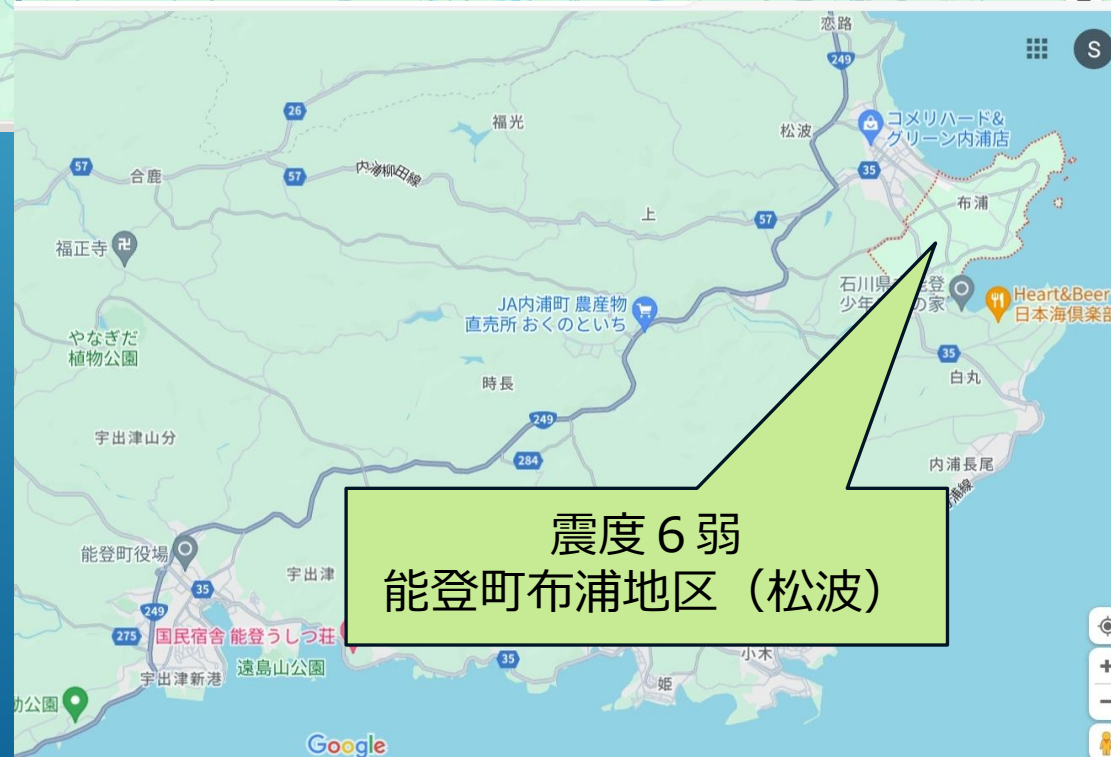 恋路
249
S
26
福光
松波
コメリハード&
グリーン内浦店
57
合鹿
57
内浦柳田線
35
上
57
布浦
福正寺
石川県
能登
少年
の家
Heart&Beer
日本海倶楽部
JA内浦町 農産物
直売所 おくのといち
やなぎだ
植物公園
35
時長
白丸
249
宇出津山分
284
内浦長尾
震度6弱
能登町布浦地区(松波)
能登町役場
宇出津
35
249
275
国民宿舎 能登うしつ荘
遠島山公園
35
小木
姫
宇出津新港
動公園
Google